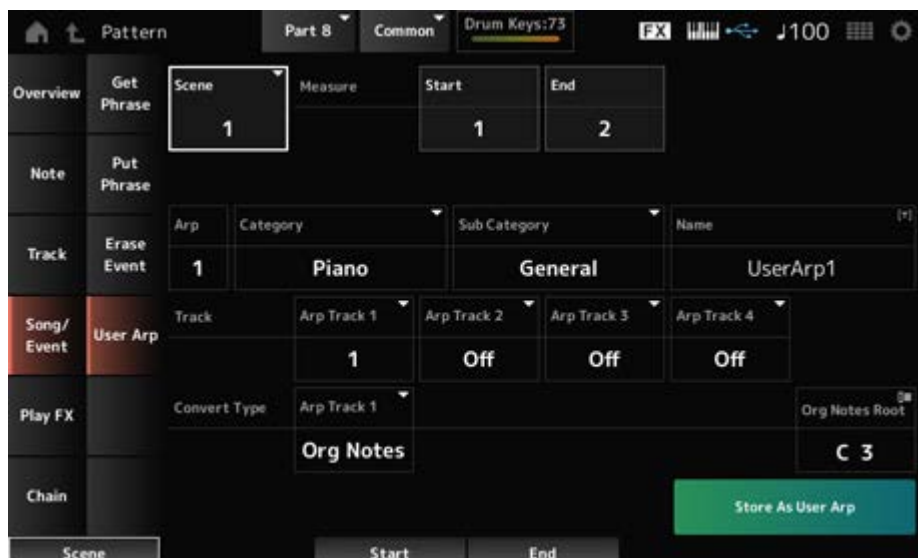 Pattern
Part 8
Common
Drum Keys:73
FX
♩100
Overview
Get
Phrase
Scene
1
Measure
Start
1
End
2
Note
Put
Phrase
Track
Erase
Event
Arp
1
Category
Piano
Sub Category
General
Name
UserArp1
Song/
Event
User Arp
Track
Arp Track 1
1
Arp Track 2
Off
Arp Track 3
Off
Arp Track 4
Off
Play FX
Convert Type
Arp Track 1
Org Notes
Org Notes Root
C 3
Chain
Store As User Arp
Scene
Start
End